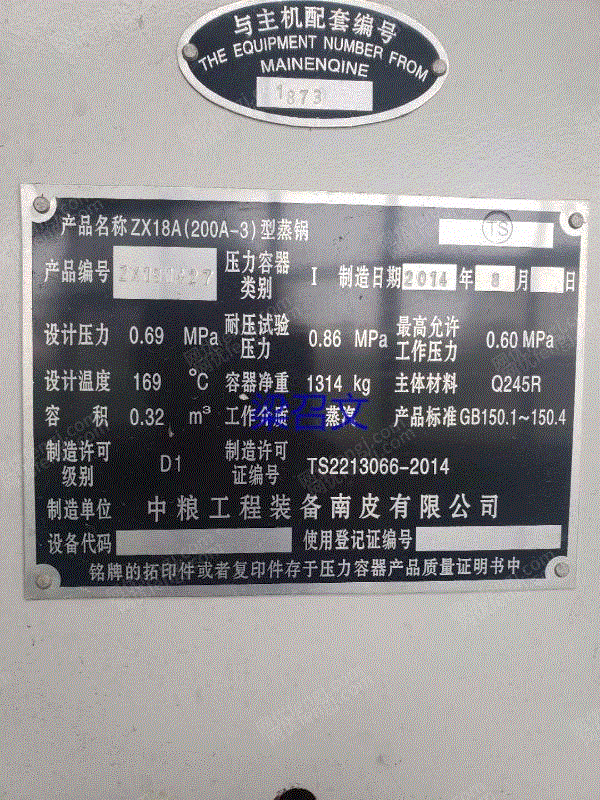 与主机配套编号
THE EQUIPMENT NUMBER FROM
MAINENQINE
1873
产品名称 ZX18A(200A-3)型蒸锅 TS
产品编号 压力容器类别 I 制造日期 2014 年 8 月 日
设计压力 0.69 MPa 耐压试验压力 0.86 MPa 最高允许工作压力 0.60 MPa
设计温度 169 ℃ 容器净重 1314 kg 主体材料 Q245R
容 积 0.32 m³ 工作介质 蒸汽 产品标准 GB150.1~150.4
制造许可级别 D1 制造许可证编号 TS2213066-2014
制造单位 中粮工程装备南皮有限公司
设备代码 使用登记证编号
铭牌的拓印件或者复印件存于压力容器产品质量证明书中